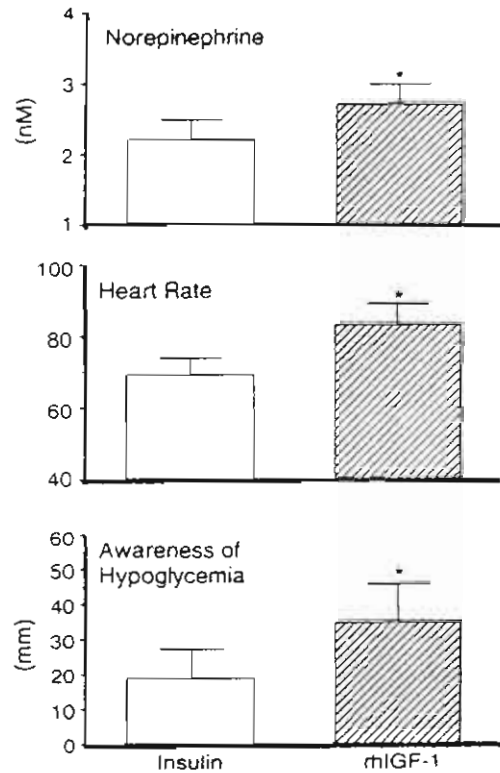 Norepinephrine
(nM)
4
3
2
1
*
Heart Rate
100
80
60
40
*
Awareness of
Hypoglycemia
(mm)
60
50
40
30
20
10
0
*
Insulin
rhIGF-1